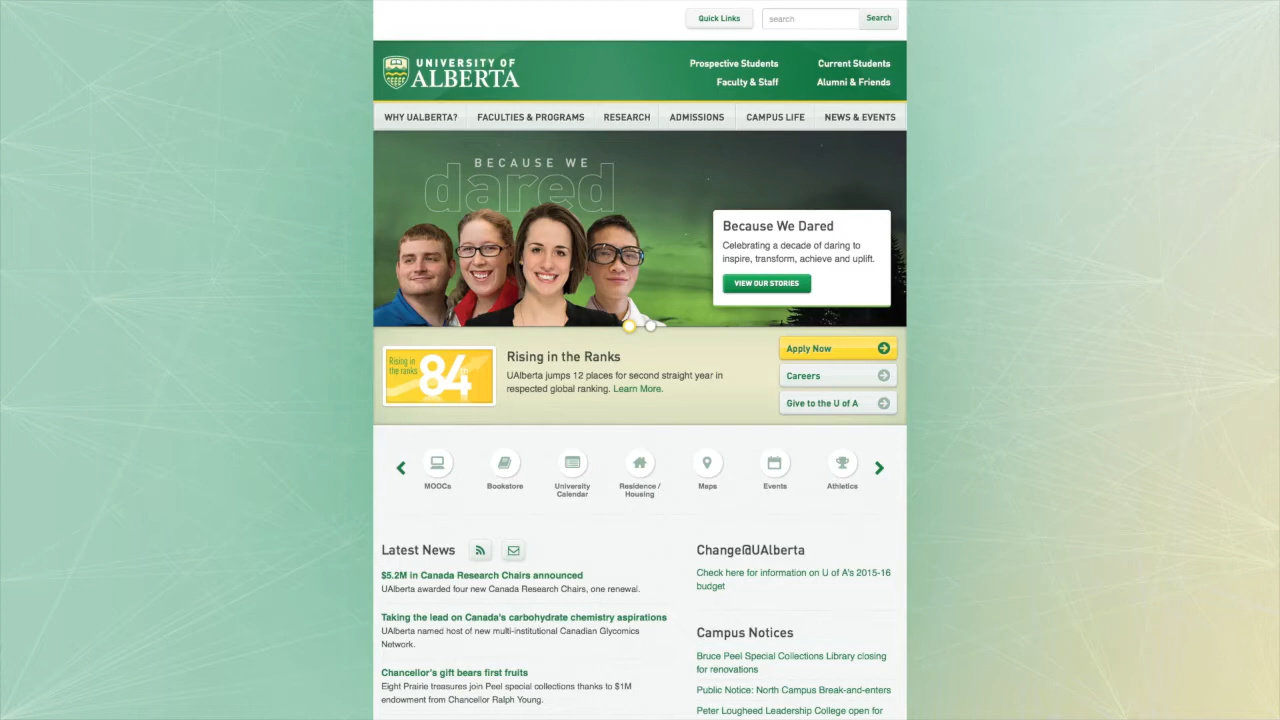 Quick Links
search
Search
UNIVERSITY OF
ALBERTA
Prospective Students
Current Students
Faculty & Staff
Alumni & Friends
WHY UALBERTA?
FACULTIES & PROGRAMS
RESEARCH
ADMISSIONS
CAMPUS LIFE
NEWS & EVENTS
BECAUSE WE
dared
Because We Dared
Celebrating a decade of daring to
inspire, transform, achieve and uplift.
VIEW OUR STORIES
Rising in
the ranks
84th
Rising in the Ranks
UAlberta jumps 12 places for second straight year in
respected global ranking. Learn More.
Apply Now
Careers
Give to the U of A
MOOCs
Bookstore
University
Calendar
Residence /
Housing
Maps
Events
Athletics
Latest News
$5.2M in Canada Research Chairs announced
UAlberta awarded four new Canada Research Chairs, one renewal.
Taking the lead on Canada's carbohydrate chemistry aspirations
UAlberta named host of new multi-institutional Canadian Glycomics
Network.
Chancellor's gift bears first fruits
Eight Prairie treasures join Peel special collections thanks to $1M
endowment from Chancellor Ralph Young.
Change@UAlberta
Check here for information on U of A's 2015-16
budget
Campus Notices
Bruce Peel Special Collections Library closing
for renovations
Public Notice: North Campus Break-and-enters
Peter Lougheed Leadership College open for